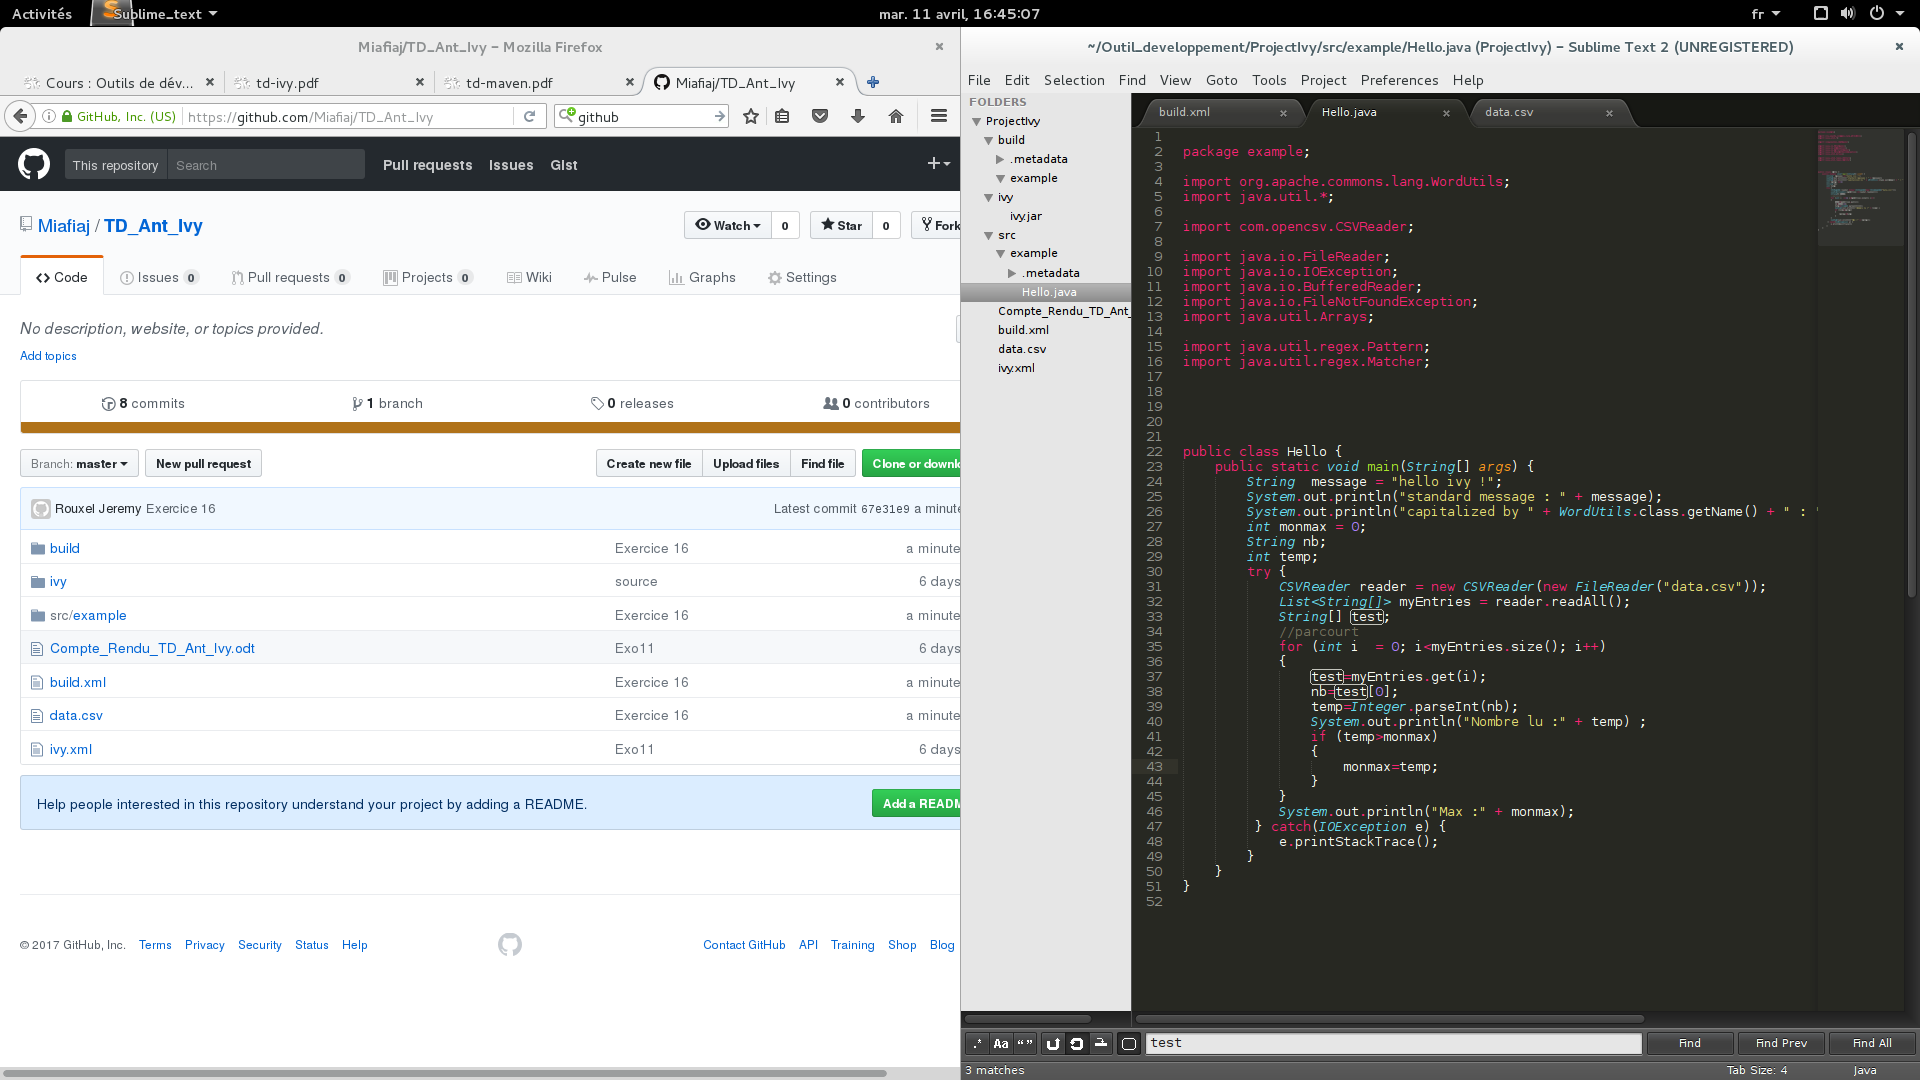 Activités
Sublime_text
mar. 11 avril, 16:45:07
fr
Miafiaj/TD_Ant_Ivy - Mozilla Firefox
Cours : Outils de dév...
td-ivy.pdf
td-maven.pdf
Miafiaj/TD_Ant_Ivy
GitHub, Inc. (US)
https://github.com/Miafiaj/TD_Ant_Ivy
github
This repository
Search
Pull requests
Issues
Gist
Miafiaj / TD_Ant_Ivy
Watch
0
Star
0
Fork
Code
Issues 0
Pull requests 0
Projects 0
Wiki
Pulse
Graphs
Settings
No description, website, or topics provided.
Add topics
8 commits
1 branch
0 releases
0 contributors
Branch: master
New pull request
Create new file
Upload files
Find file
Clone or downlo
Rouxel Jeremy Exercice 16
Latest commit 67e31e9 a minute
build Exercice 16 a minute
ivy source 6 days
src/example Exercice 16 a minute
Compte_Rendu_TD_Ant_Ivy.odt Exo11 6 days
build.xml Exercice 16 a minute
data.csv Exercice 16 a minute
ivy.xml Exo11 6 days
Help people interested in this repository understand your project by adding a README.
Add a READM
© 2017 GitHub, Inc. Terms Privacy Security Status Help
Contact GitHub API Training Shop Blog
~/Outil_developpement/ProjectIvy/src/example/Hello.java (ProjectIvy) - Sublime Text 2 (UNREGISTERED)
File Edit Selection Find View Goto Tools Project Preferences Help
FOLDERS
ProjectIvy
build
.metadata
example
ivy
ivy.jar
src
example
.metadata
Hello.java
Compte_Rendu_TD_Ant_
build.xml
data.csv
ivy.xml
build.xml
Hello.java
data.csv
1
2 package example;
3
4 import org.apache.commons.lang.WordUtils;
5 import java.util.*;
6
7 import com.opencsv.CSVReader;
8
9 import java.io.FileReader;
10 import java.io.IOException;
11 import java.io.BufferedReader;
12 import java.io.FileNotFoundException;
13 import java.util.Arrays;
14
15 import java.util.regex.Pattern;
16 import java.util.regex.Matcher;
17
18
19
20
21
22 public class Hello {
23 public static void main(String[] args) {
24 String  message = "hello ivy !";
25 System.out.println("standard message : " + message);
26 System.out.println("capitalized by " + WordUtils.class.getName() + " : "
27 int monmax = 0;
28 String nb;
29 int temp;
30 try {
31 CSVReader reader = new CSVReader(new FileReader("data.csv"));
32 List<String[]> myEntries = reader.readAll();
33 String[] test;
34 //parcourt
35 for (int i  = 0; i<myEntries.size(); i++)
36 {
37 test=myEntries.get(i);
38 nb=test[0];
39 temp=Integer.parseInt(nb);
40 System.out.println("Nombre lu :" + temp) ;
41 if (temp>monmax)
42 {
43 monmax=temp;
44 }
45 }
46 System.out.println("Max :" + monmax);
47 } catch(IOException e) {
48 e.printStackTrace();
49 }
50 }
51 }
52
.* Aa “”
test
Find
Find Prev
Find All
3 matches
Tab Size: 4
Java